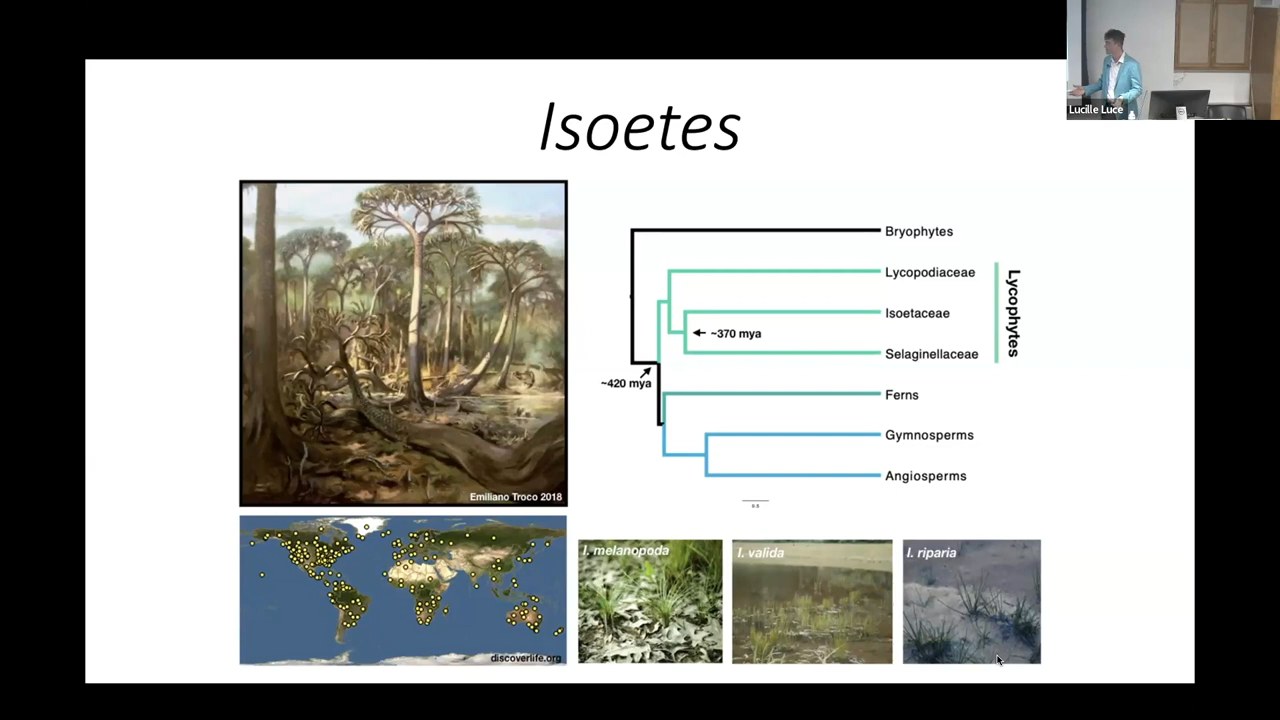 Isoetes
Lucille Luce
Emiliano Troco 2018
Bryophytes
Lycopodiaceae
Isoetaceae
~370 mya
Selaginellaceae
Lycophytes
~420 mya
Ferns
Gymnosperms
Angiosperms
discoverlife.org
I. melanopoda
I. valida
I. riparia